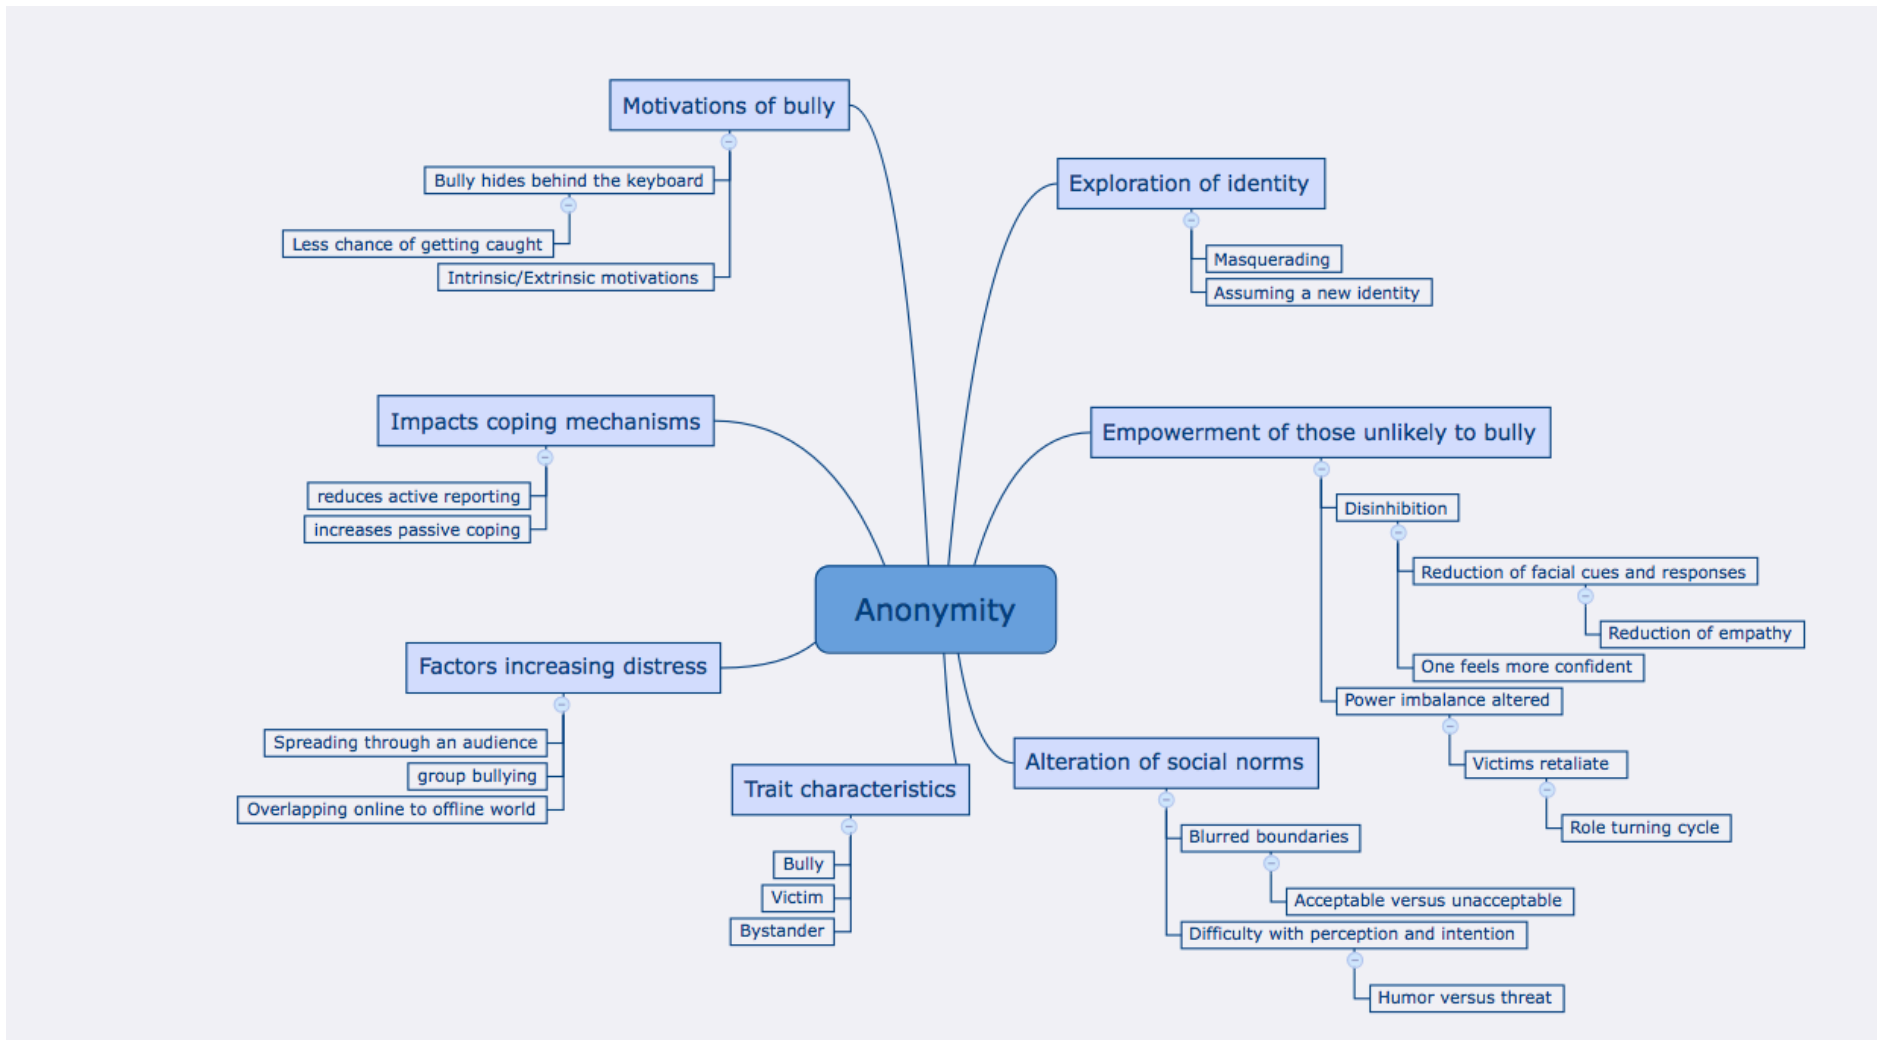 Motivations of bully
Bully hides behind the keyboard
Less chance of getting caught
Intrinsic/Extrinsic motivations
Exploration of identity
Masquerading
Assuming a new identity
Impacts coping mechanisms
reduces active reporting
increases passive coping
Empowerment of those unlikely to bully
Disinhibition
Reduction of facial cues and responses
Reduction of empathy
One feels more confident
Power imbalance altered
Victims retaliate
Role turning cycle
Anonymity
Factors increasing distress
Spreading through an audience
group bullying
Overlapping online to offline world
Trait characteristics
Bully
Victim
Bystander
Alteration of social norms
Blurred boundaries
Acceptable versus unacceptable
Difficulty with perception and intention
Humor versus threat